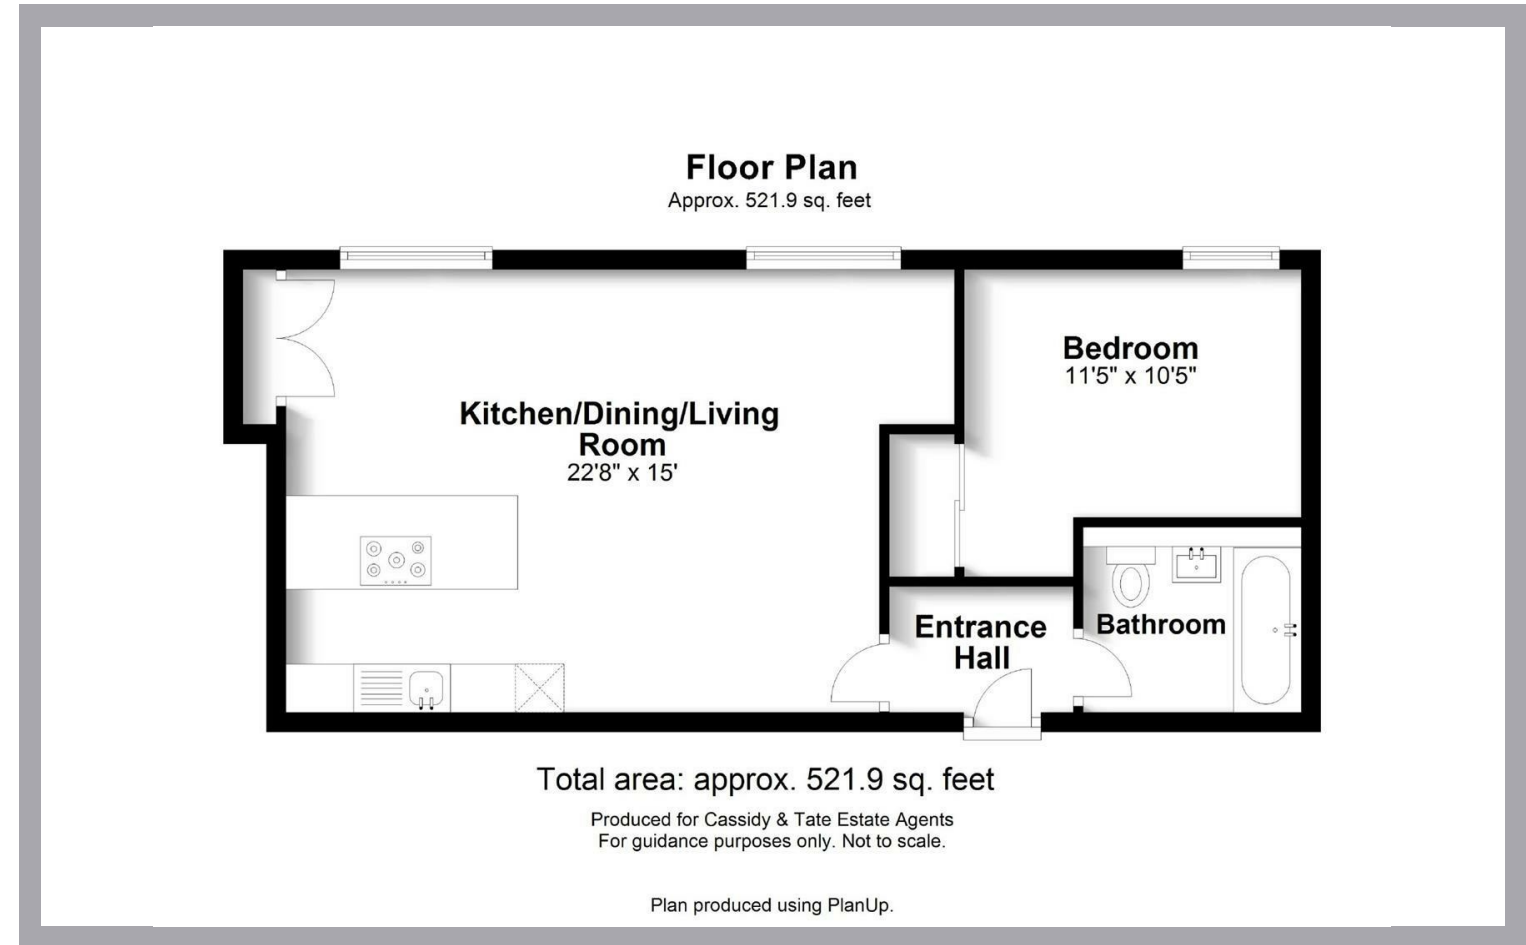 Floor Plan
Approx. 521.9 sq. feet
Bedroom
11'5" x 10'5"
Kitchen/Dining/Living
Room
22'8" x 15'
Entrance
Hall
Bathroom
Total area: approx. 521.9 sq. feet
Produced for Cassidy & Tate Estate Agents
For guidance purposes only. Not to scale.
Plan produced using PlanUp.